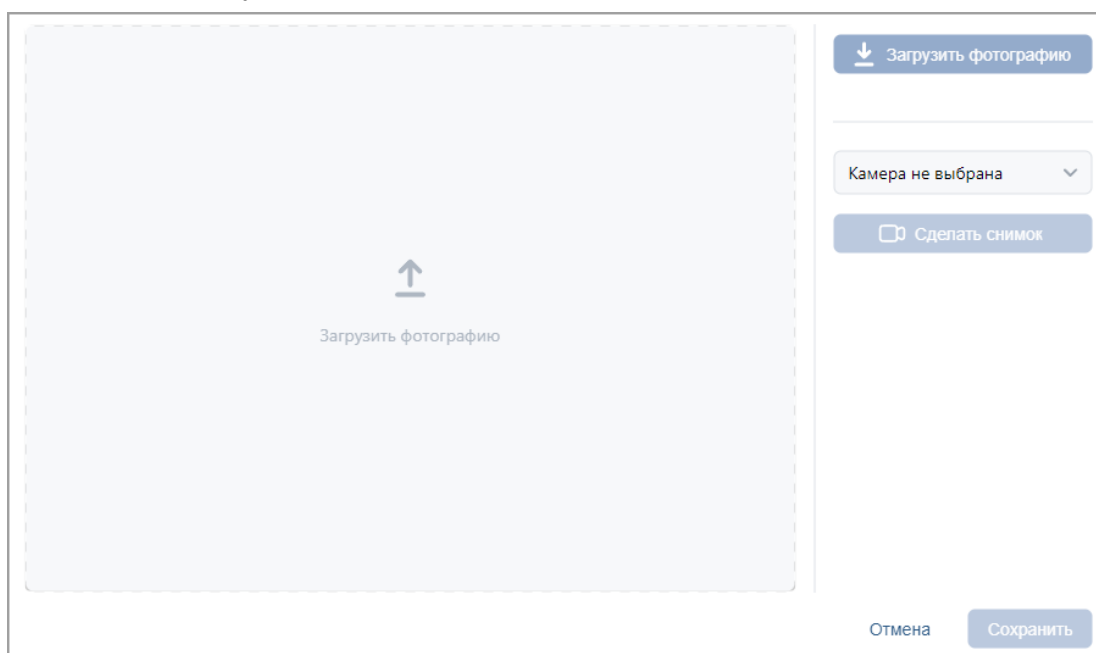 Загрузить фотографию
Камера не выбрана
Сделать снимок
Загрузить фотографию
Отмена
Сохранить